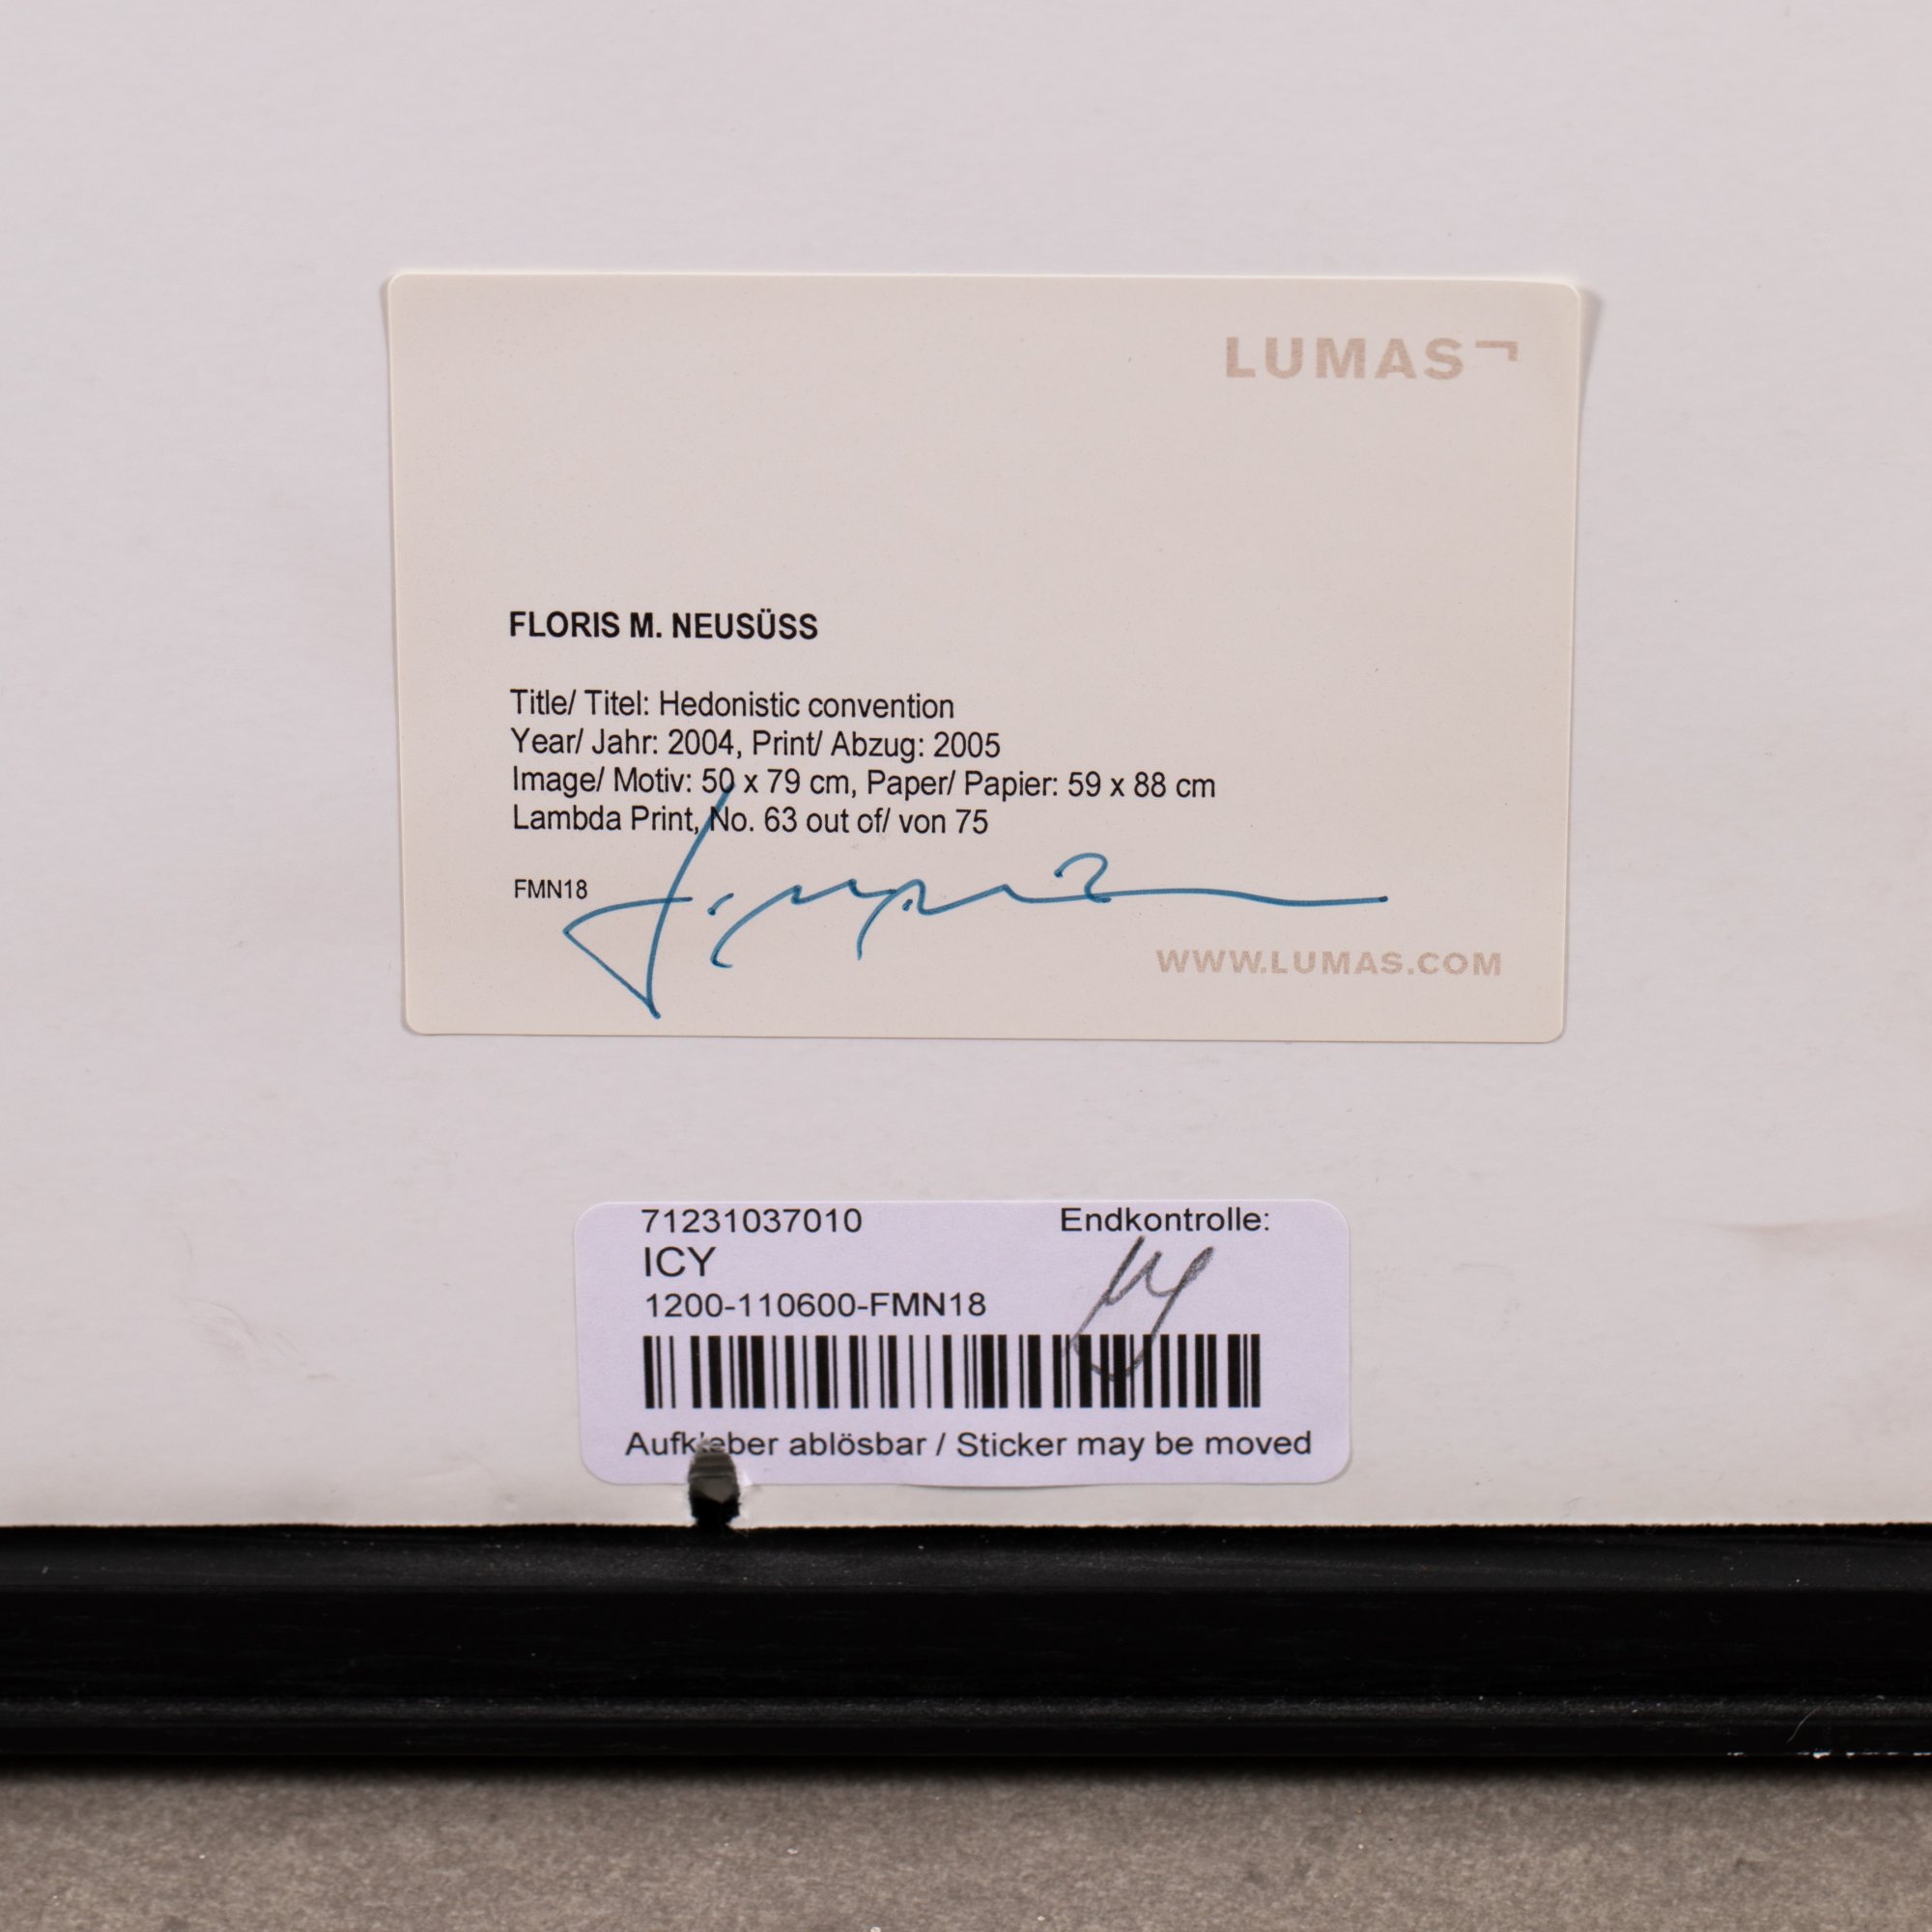 LUMAS
FLORIS M. NEUSÜSS
Title/ Titel: Hedonistic convention
Year/ Jahr: 2004, Print/ Abzug: 2005
Image/ Motiv: 50 x 79 cm, Paper/ Papier: 59 x 88 cm
Lambda Print, No. 63 out of/ von 75
FMN18
WWW.LUMAS.COM
71231037010 Endkontrolle:
ICY
1200-110600-FMN18
Aufkleber ablösbar / Sticker may be moved